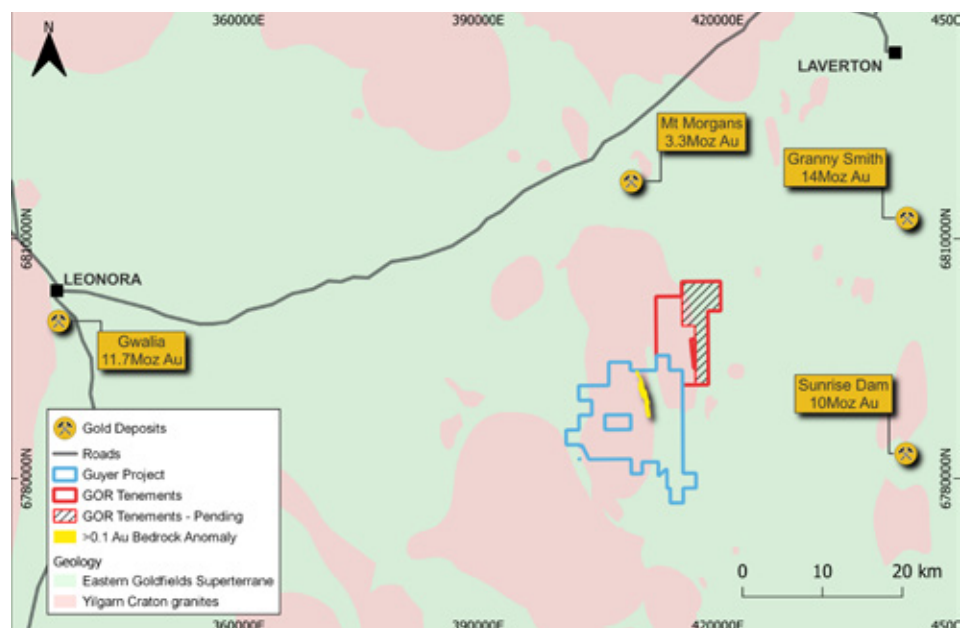 N
360000E
390000E
420000E
450
LAVERTON
Mt Morgans
3.3Moz Au
Granny Smith
14Moz Au
6810000N
6810000N
LEONORA
Gwalia
11.7Moz Au
Sunrise Dam
10Moz Au
Gold Deposits
Roads
Guyer Project
GOR Tenements
GOR Tenements - Pending
>0.1 Au Bedrock Anomaly
Geology
Eastern Goldfields Superterrane
Yilgarn Craton granites
6780000N
6780000N
0 10 20 km
360000E
390000E
420000E
450